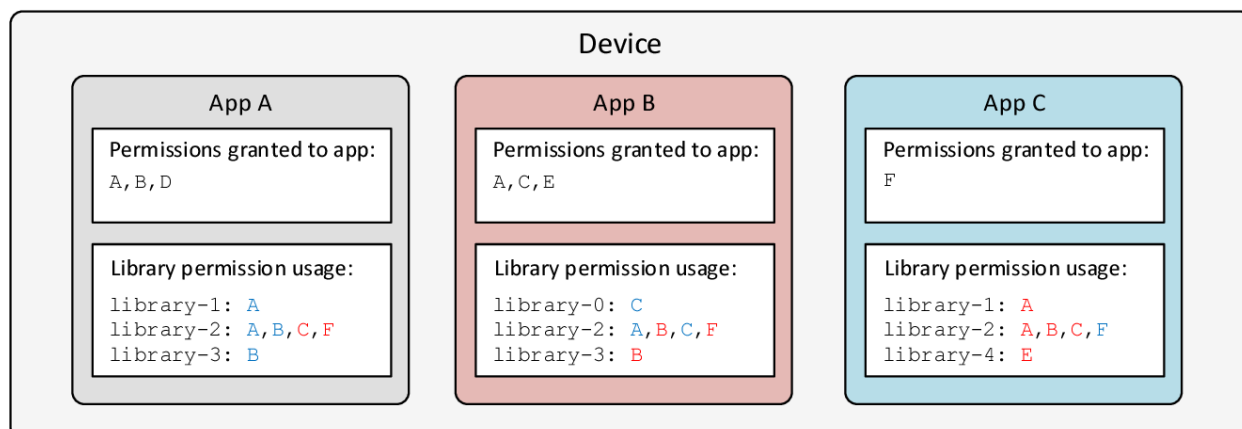 Device
App A
Permissions granted to app:
A,B,D
Library permission usage:
library-1: A
library-2: A,B,C,F
library-3: B
App B
Permissions granted to app:
A,C,E
Library permission usage:
library-0: C
library-2: A,B,C,F
library-3: B
App C
Permissions granted to app:
F
Library permission usage:
library-1: A
library-2: A,B,C,F
library-4: E